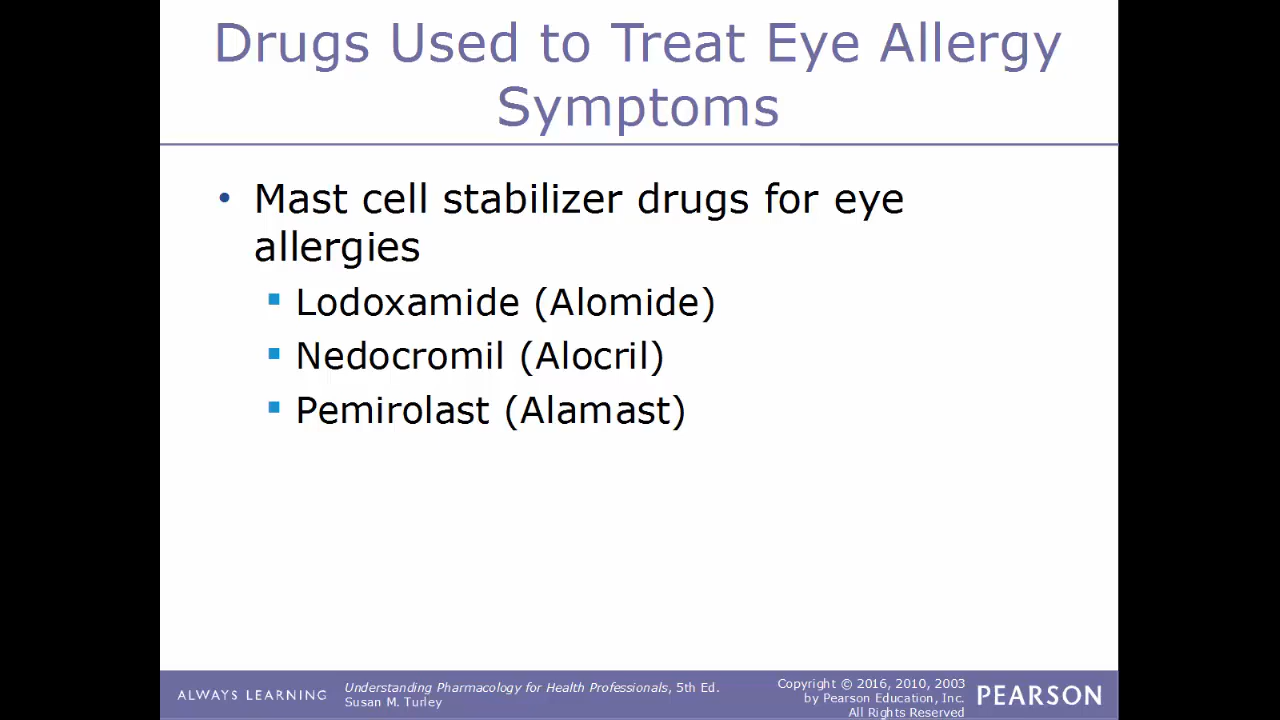 Drugs Used to Treat Eye Allergy
Symptoms
• Mast cell stabilizer drugs for eye
allergies
▪ Lodoxamide (Alomide)
▪ Nedocromil (Alocril)
▪ Pemirolast (Alamast)
ALWAYS LEARNING
Understanding Pharmacology for Health Professionals, 5th Ed.
Susan M. Turley
Copyright © 2016, 2010, 2003
by Pearson Education, Inc.
All Rights Reserved
PEARSON